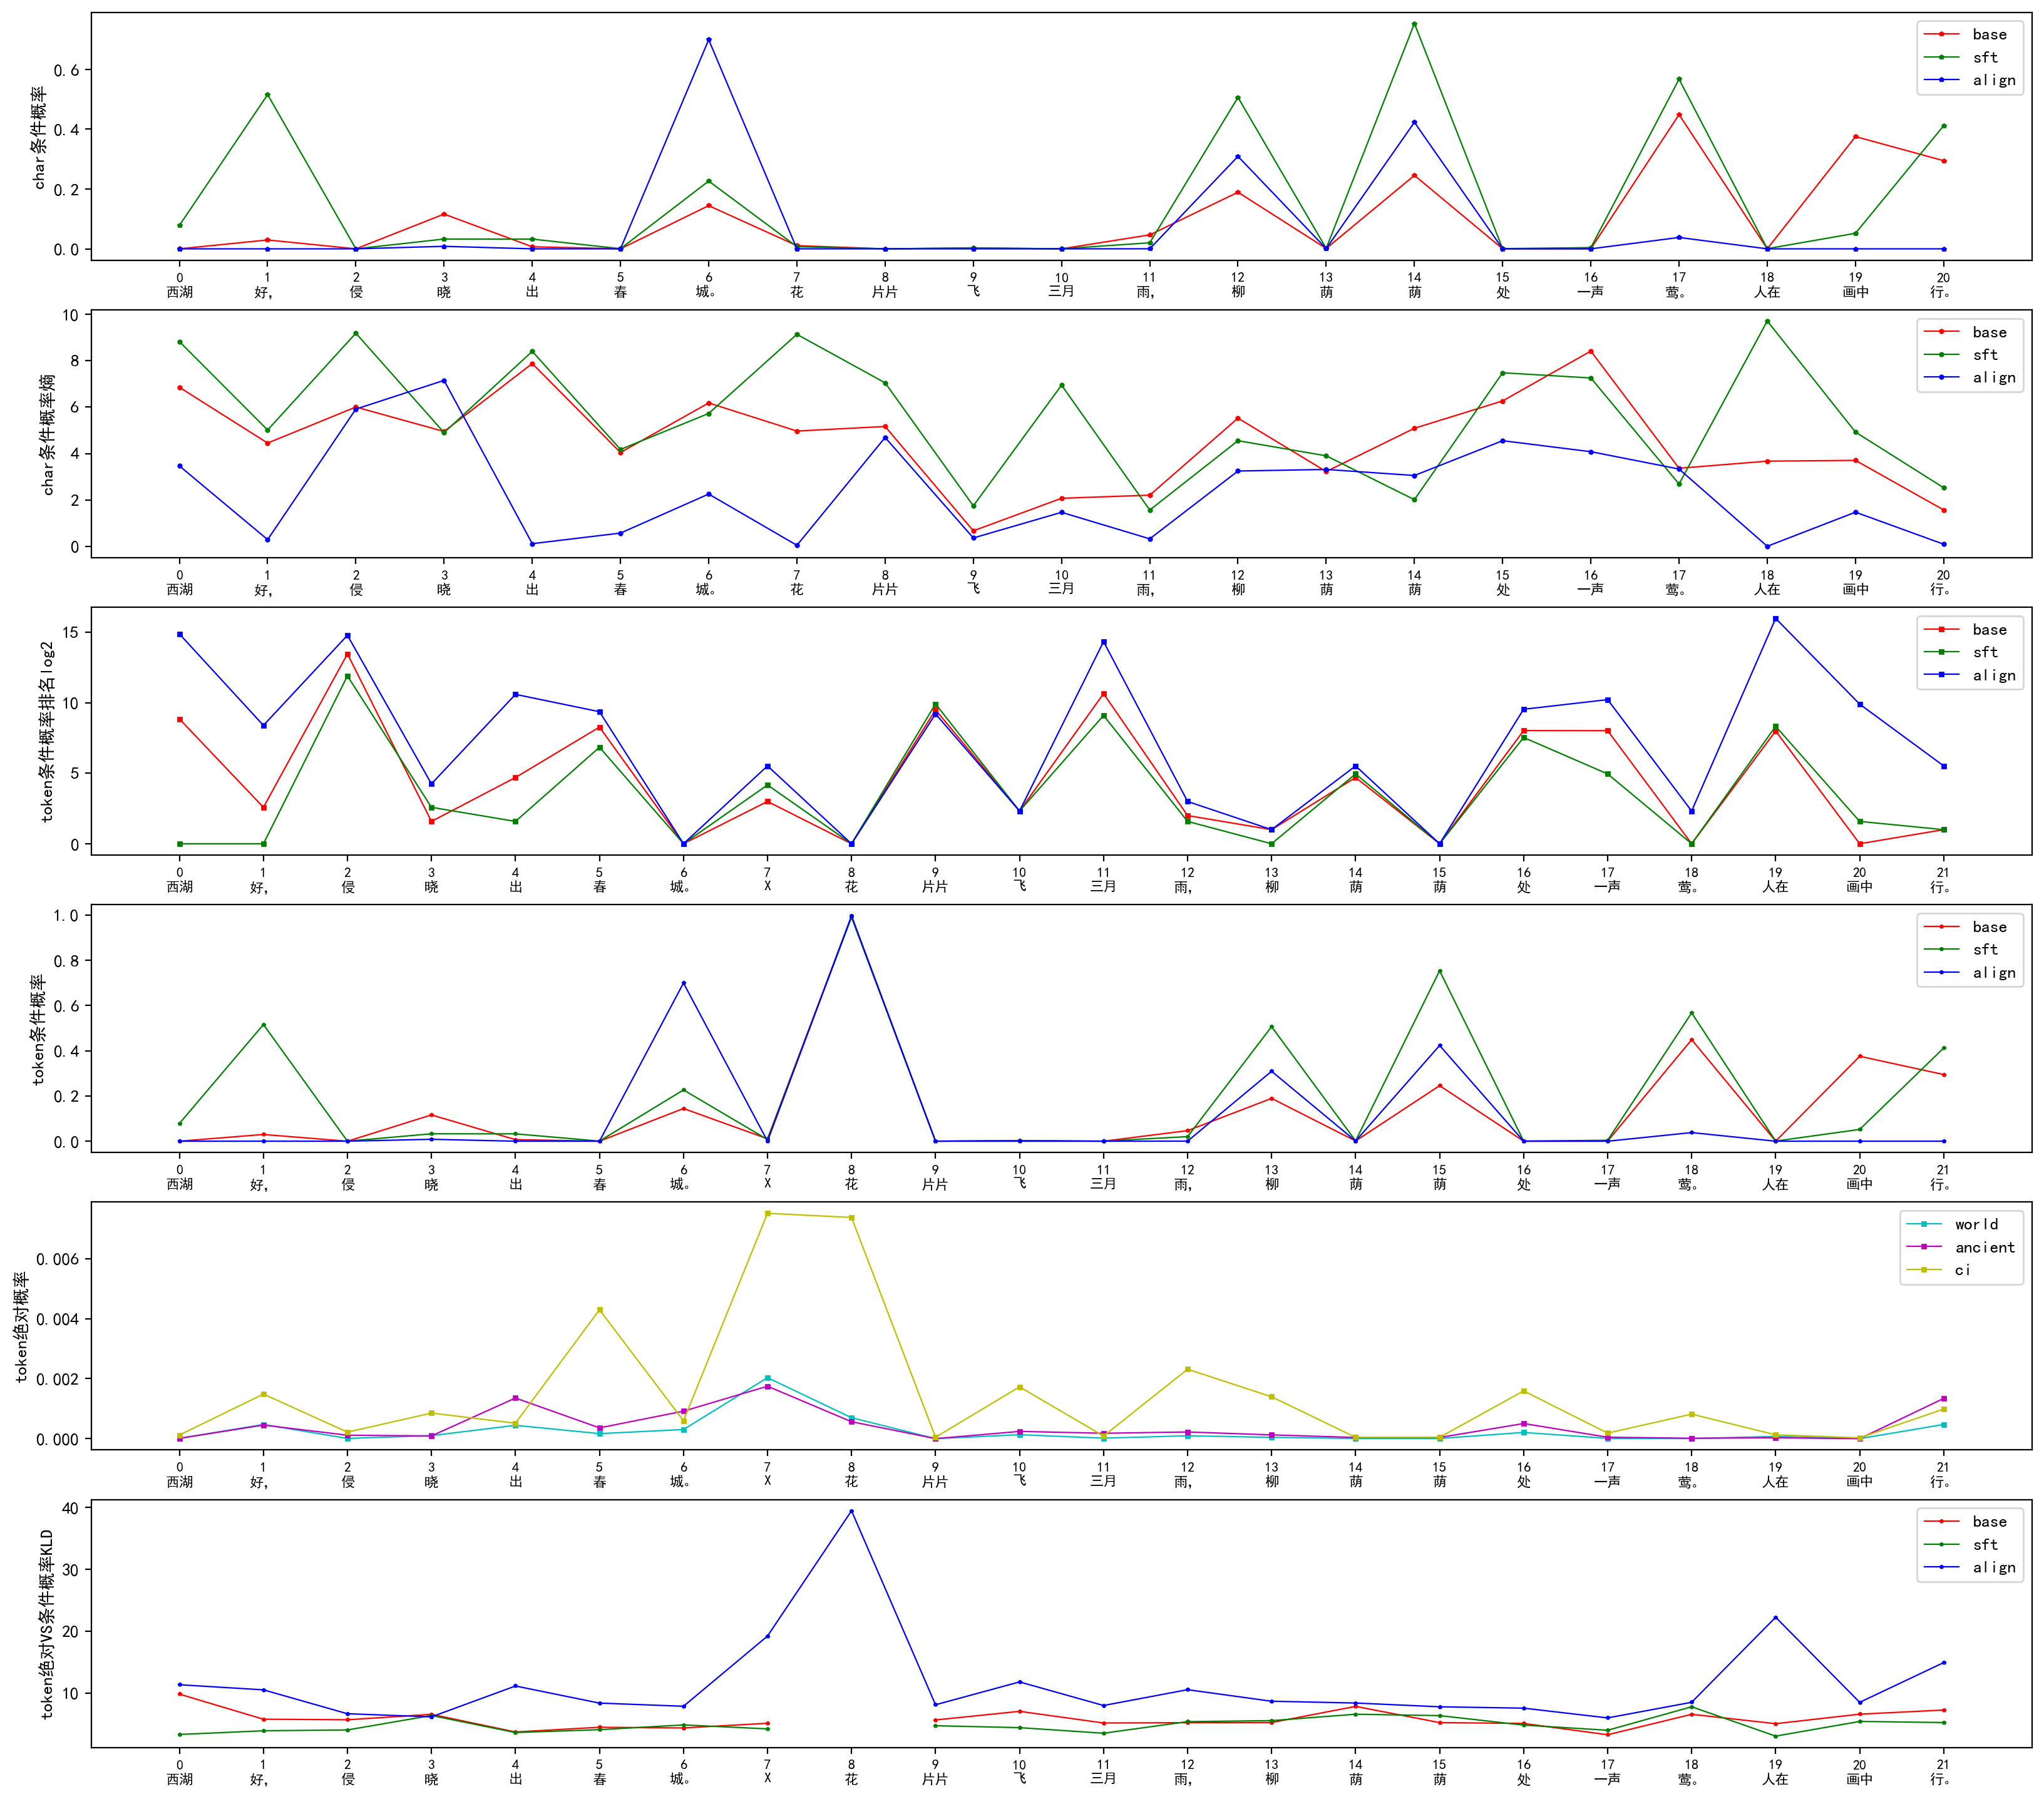 char条件概率
0.6
0.4
0.2
0.0
base
sft
align
0 1 2 3 4 5 6 7 8 9 10 11 12 13 14 15 16 17 18 19 20
西湖 好, 侵 晓 出 春 城。 花 片片 飞 三月 雨, 柳 荫 荫 处 一声 莺。 人在 画中 行。
char条件概率熵
10
8
6
4
2
0
base
sft
align
0 1 2 3 4 5 6 7 8 9 10 11 12 13 14 15 16 17 18 19 20
西湖 好, 侵 晓 出 春 城。 花 片片 飞 三月 雨, 柳 荫 荫 处 一声 莺。 人在 画中 行。
token条件概率排名log2
15
10
5
0
base
sft
align
0 1 2 3 4 5 6 7 8 9 10 11 12 13 14 15 16 17 18 19 20 21
西湖 好, 侵 晓 出 春 城。 X 花 片片 飞 三月 雨, 柳 荫 荫 处 一声 莺。 人在 画中 行。
token条件概率
1.0
0.8
0.6
0.4
0.2
0.0
base
sft
align
0 1 2 3 4 5 6 7 8 9 10 11 12 13 14 15 16 17 18 19 20 21
西湖 好, 侵 晓 出 春 城。 X 花 片片 飞 三月 雨, 柳 荫 荫 处 一声 莺。 人在 画中 行。
token绝对概率
0.006
0.004
0.002
0.000
world
ancient
ci
0 1 2 3 4 5 6 7 8 9 10 11 12 13 14 15 16 17 18 19 20 21
西湖 好, 侵 晓 出 春 城。 X 花 片片 飞 三月 雨, 柳 荫 荫 处 一声 莺。 人在 画中 行。
token绝对VS条件概率KLD
40
30
20
10
base
sft
align
0 1 2 3 4 5 6 7 8 9 10 11 12 13 14 15 16 17 18 19 20 21
西湖 好, 侵 晓 出 春 城。 X 花 片片 飞 三月 雨, 柳 荫 荫 处 一声 莺。 人在 画中 行。